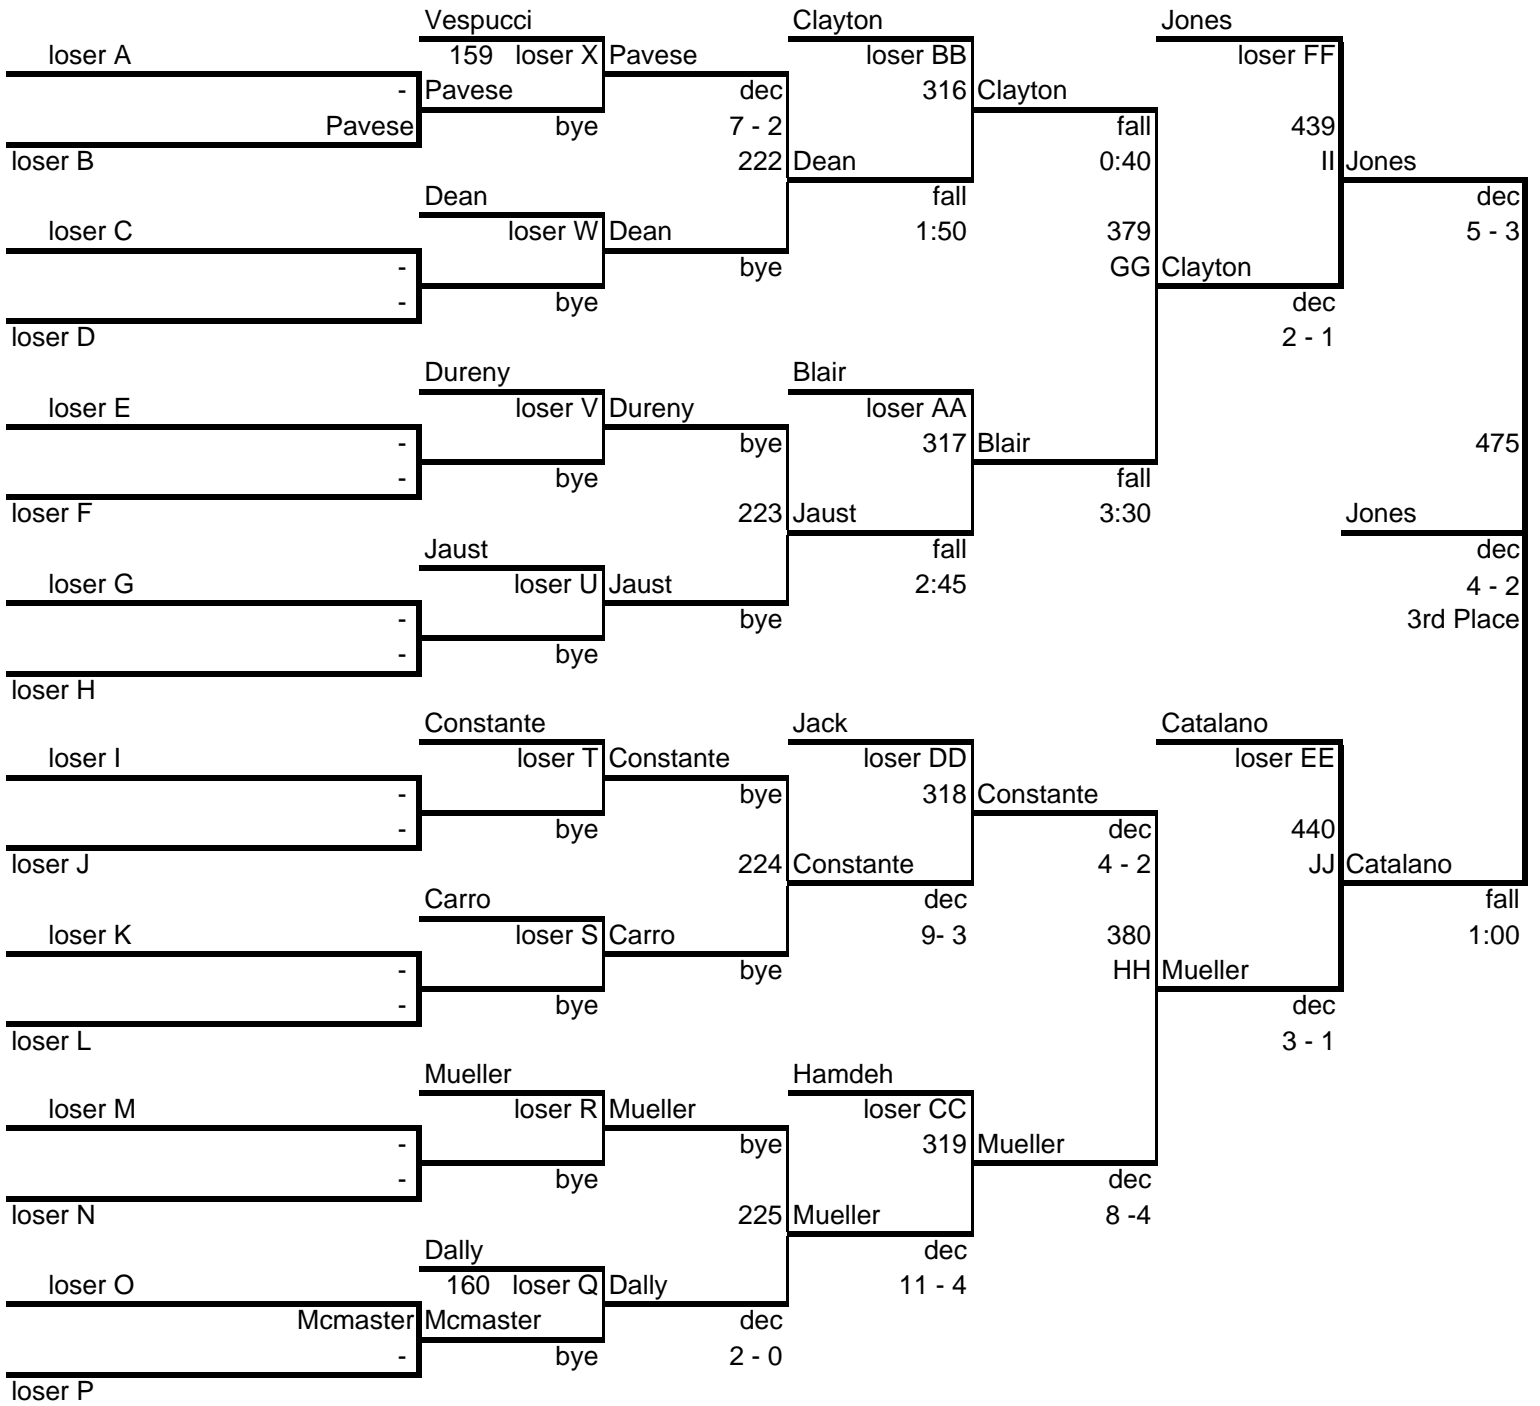 Vespucci Clayton Jones
loser A 159 loser X Pavese loser BB loser FF
- Pavese dec 316 Clayton
Pavese bye 7 - 2 fall 439
loser B 222 Dean 0:40 II Jones
Dean fall dec
loser C loser W Dean 1:50 379 5 - 3
- bye GG Clayton
- bye dec
loser D 2 - 1
Dureny Blair
loser E loser V Dureny loser AA
- bye 317 Blair 475
- bye fall
loser F 223 Jaust 3:30 Jones
Jaust fall dec
loser G loser U Jaust 2:45 4 - 2
- bye 3rd Place
- bye
loser H
Constante Jack Catalano
loser I loser T Constante loser DD loser EE
- bye 318 Constante
- bye dec 440
loser J 224 Constante 4 - 2 JJ Catalano
Carro dec fall
loser K loser S Carro 9- 3 380 1:00
- bye HH Mueller
- bye dec
loser L 3 - 1
Mueller Hamdeh
loser M loser R Mueller loser CC
- bye 319 Mueller
- bye dec
loser N 225 Mueller 8 -4
Dally dec
loser O 160 loser Q Dally 11 - 4
Mcmaster Mcmaster dec
- bye 2 - 0
loser P